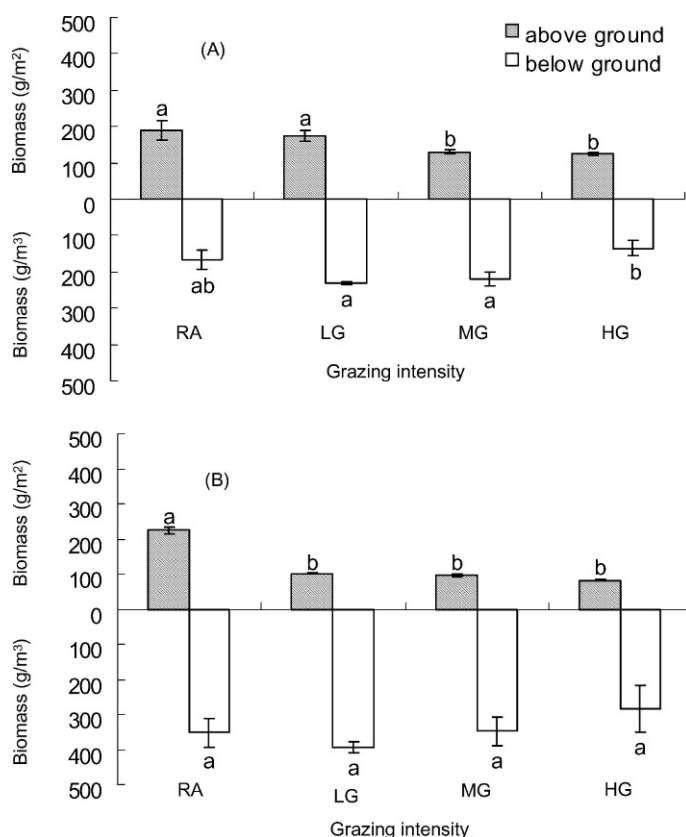 500
400
300
200
100
0
100
200
300
400
500
Biomass (g/m²)
Biomass (g/m³)
(A)
above ground
below ground
a
a
b
b
ab
a
a
b
RA
LG
MG
HG
Grazing intensity
500
400
300
200
100
0
100
200
300
400
500
Biomass (g/m²)
Biomass (g/m³)
(B)
a
b
b
b
a
a
a
a
RA
LG
MG
HG
Grazing intensity